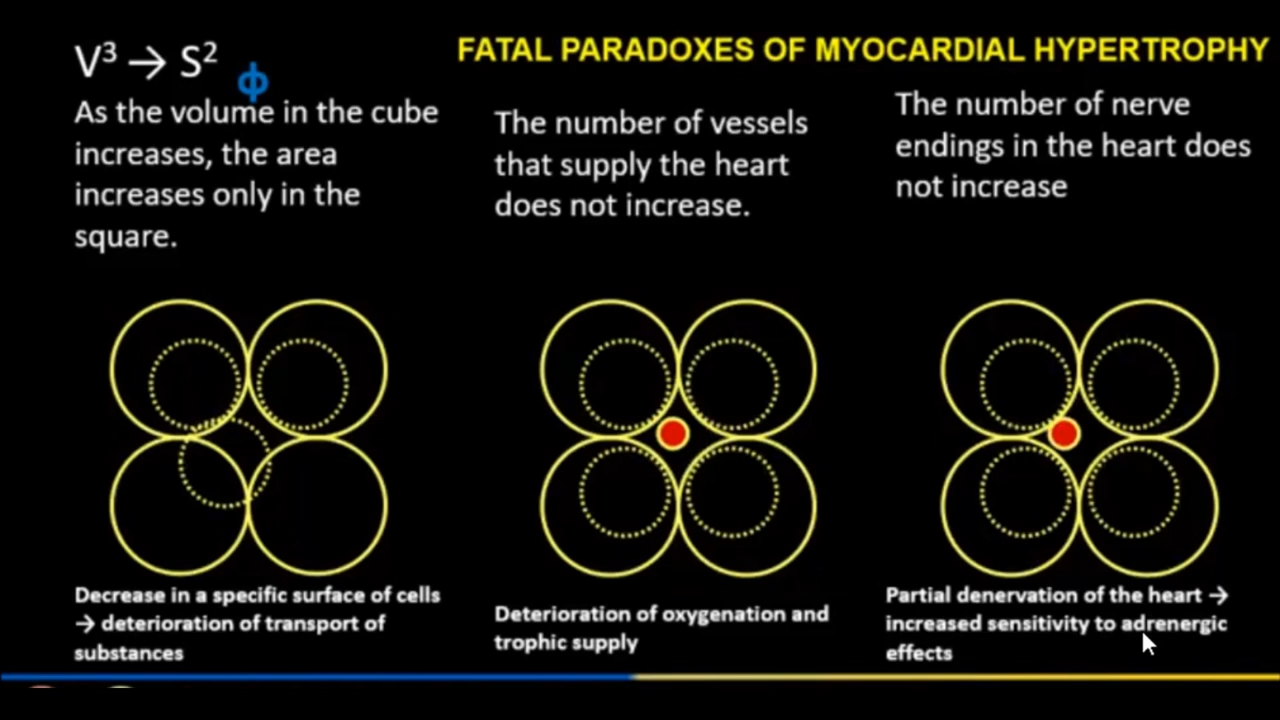 V³ → S²
ϕ
As the volume in the cube
increases, the area
increases only in the
square.
FATAL PARADOXES OF MYOCARDIAL HYPERTROPHY
The number of vessels
that supply the heart
does not increase.
The number of nerve
endings in the heart does
not increase
Decrease in a specific surface of cells
→ deterioration of transport of
substances
Deterioration of oxygenation and
trophic supply
Partial denervation of the heart →
increased sensitivity to adrenergic
effects